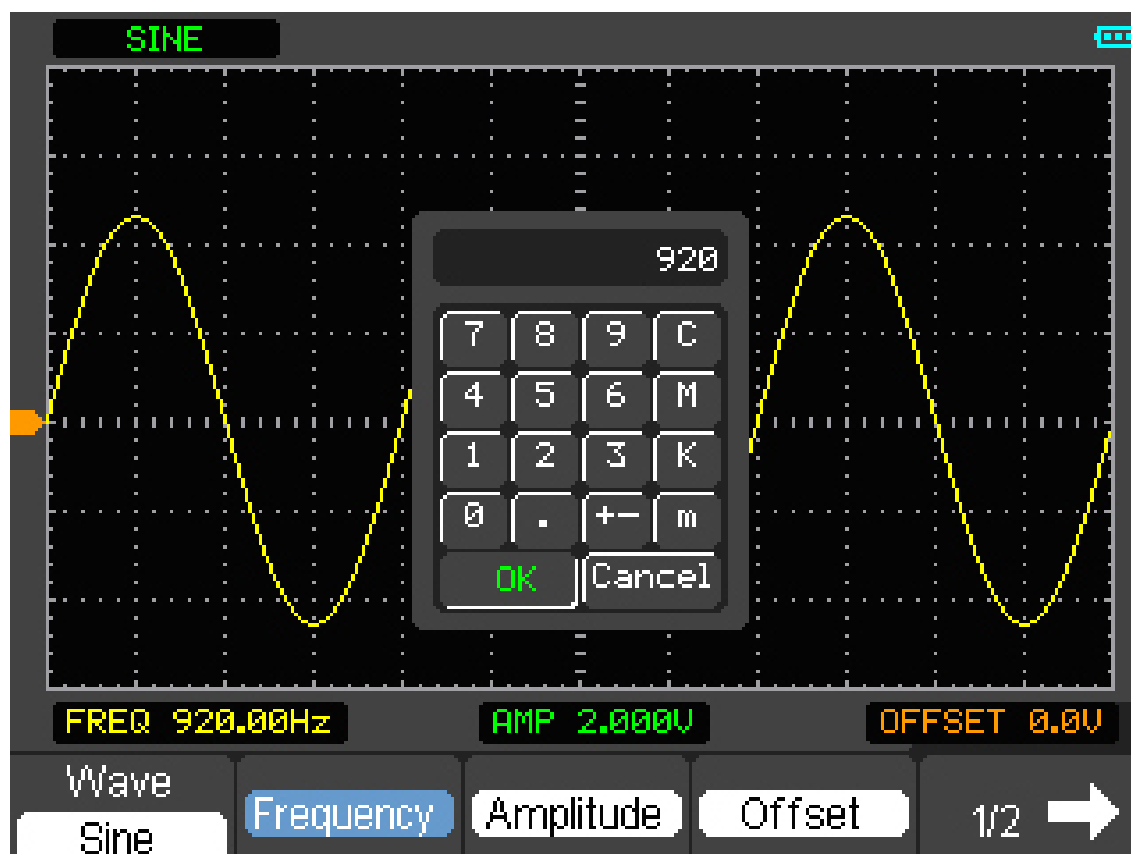 SINE
920
7 8 9 C
4 5 6 M
1 2 3 K
0 . +− m
OK Cancel
FREQ 920.00Hz AMP 2.000V OFFSET 0.0V
Wave Frequency Amplitude Offset 1/2
Sine